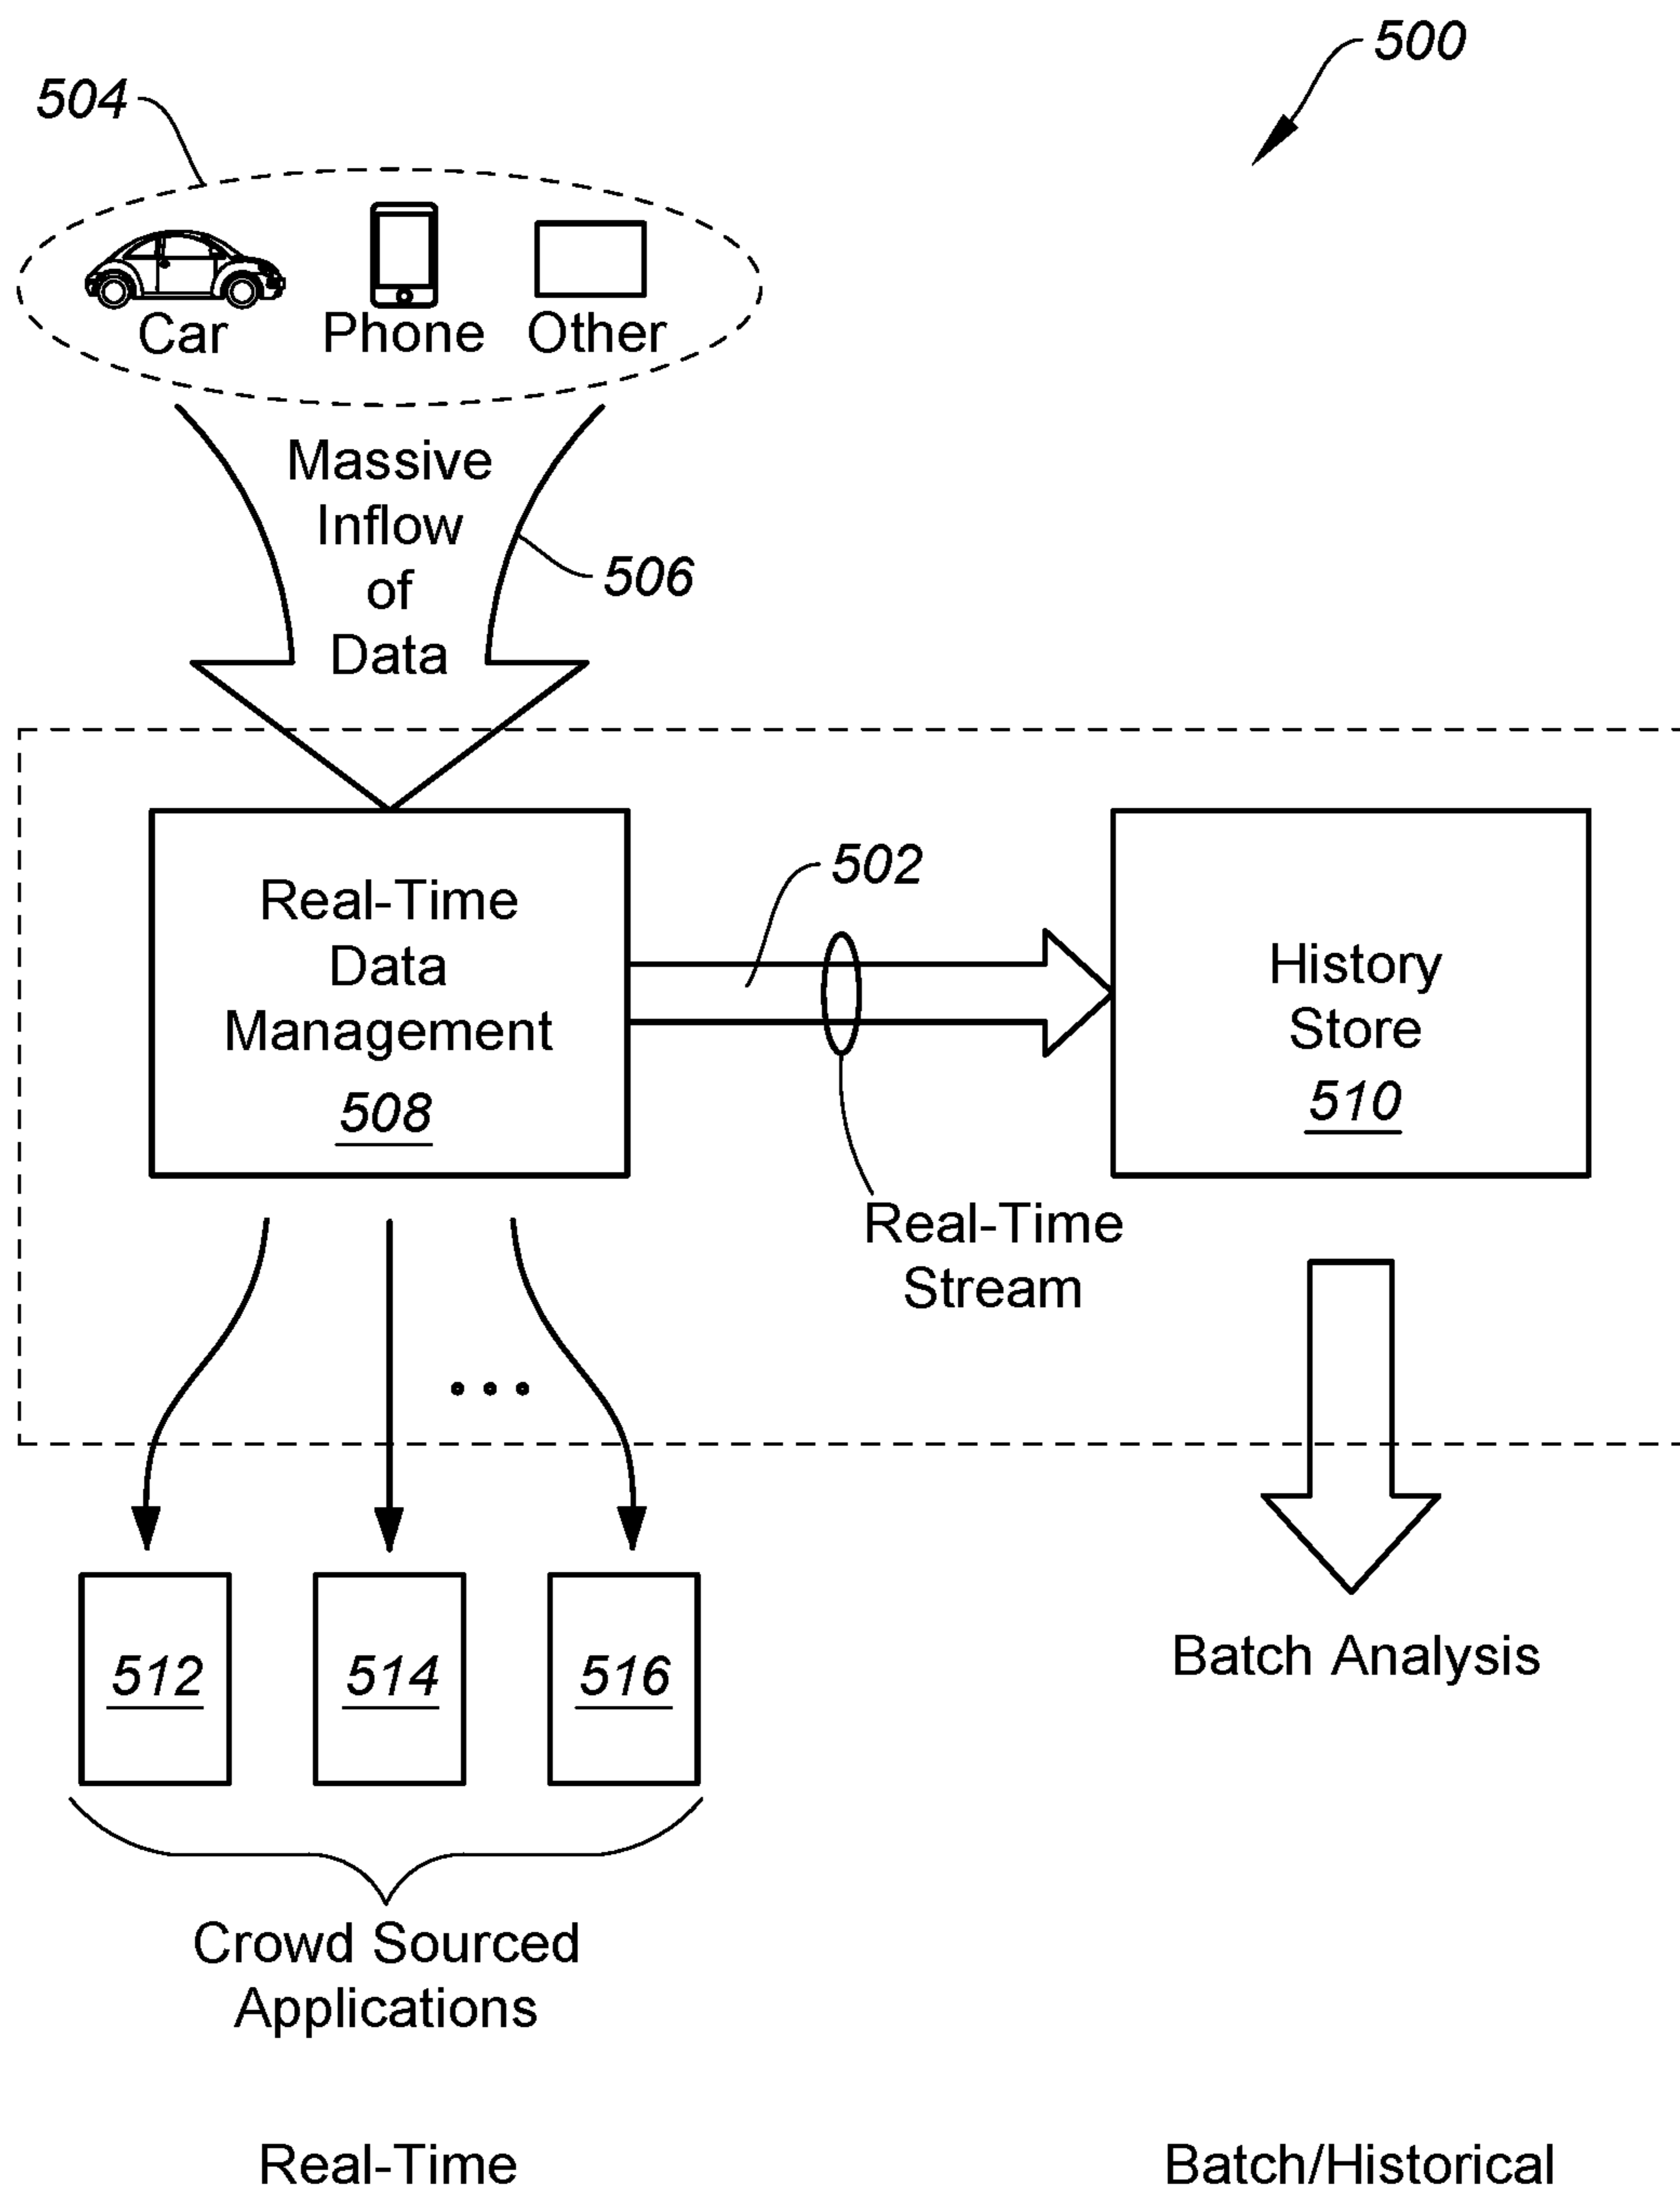 500
504
Car Phone Other
Massive
Inflow
of
Data
506
502
Real-Time
Data
Management
508
History
Store
510
Real-Time
Stream
512 514 516
Batch Analysis
Crowd Sourced
Applications
Real-Time Batch/Historical